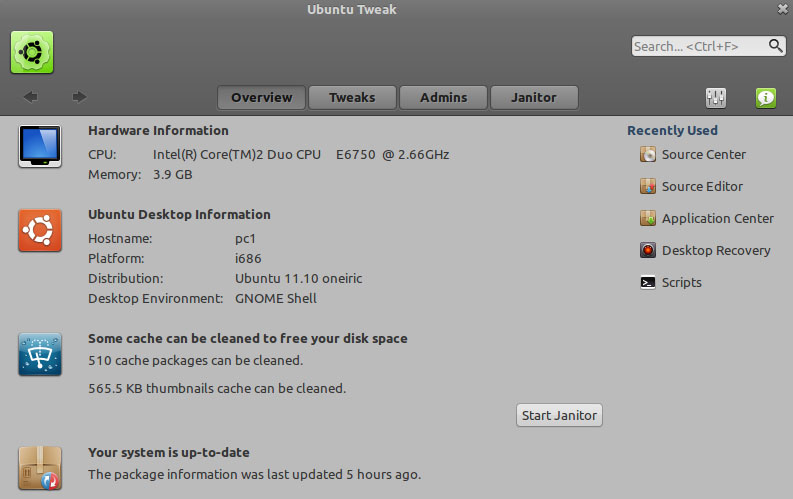 Ubuntu Tweak
Search... <Ctrl+F>
Overview
Tweaks
Admins
Janitor
Hardware Information
CPU: Intel(R) Core(TM)2 Duo CPU E6750 @ 2.66GHz
Memory: 3.9 GB
Ubuntu Desktop Information
Hostname: pc1
Platform: i686
Distribution: Ubuntu 11.10 oneiric
Desktop Environment: GNOME Shell
Some cache can be cleaned to free your disk space
510 cache packages can be cleaned.
565.5 KB thumbnails cache can be cleaned.
Start Janitor
Your system is up-to-date
The package information was last updated 5 hours ago.
Recently Used
Source Center
Source Editor
Application Center
Desktop Recovery
Scripts